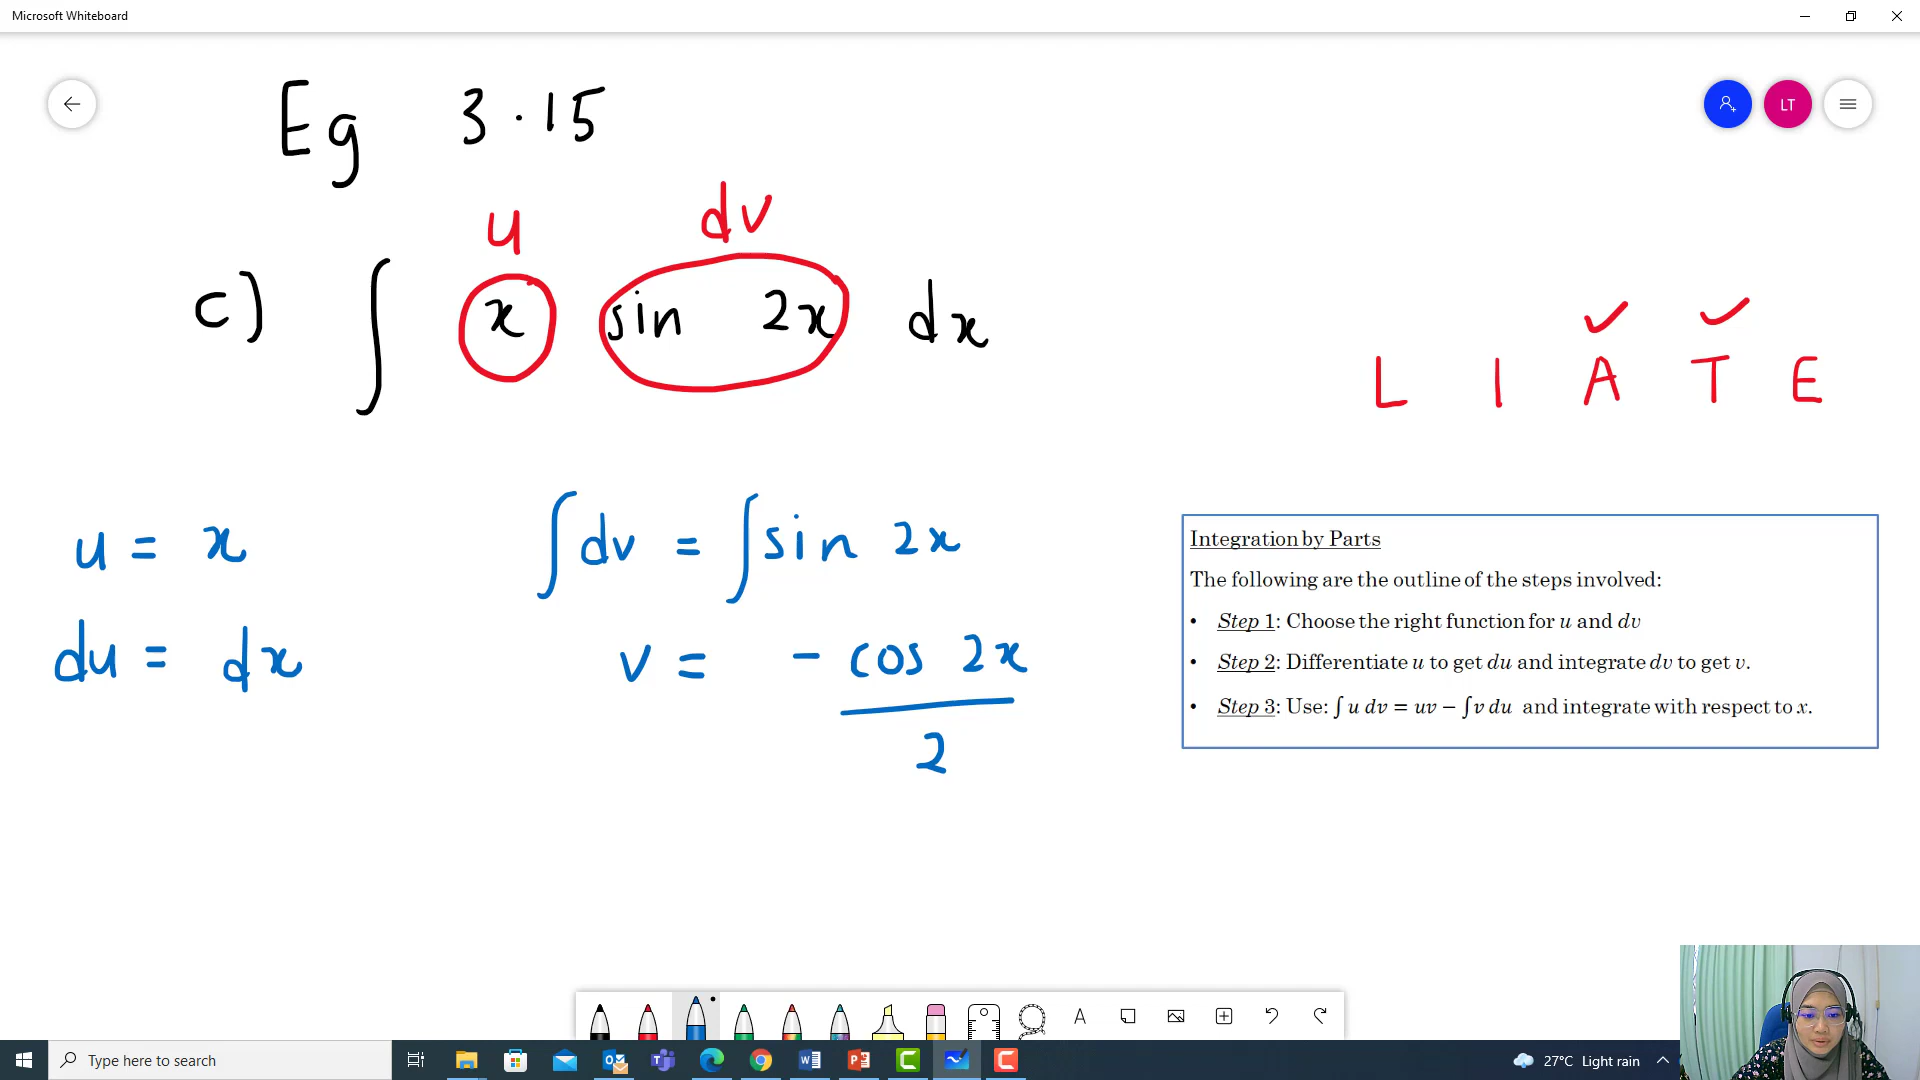 Microsoft Whiteboard
Eg 3.15
LT
u dv
c) ∫ x sin 2x dx
L I A T E
u = x
∫ dv = ∫ sin 2x
du = dx
v = - cos 2x
2
Integration by Parts
The following are the outline of the steps involved:
• Step 1: Choose the right function for u and dv
• Step 2: Differentiate u to get du and integrate dv to get v.
• Step 3: Use: ∫ u dv = uv − ∫ v du and integrate with respect to x.
A
Type here to search
27°C Light rain